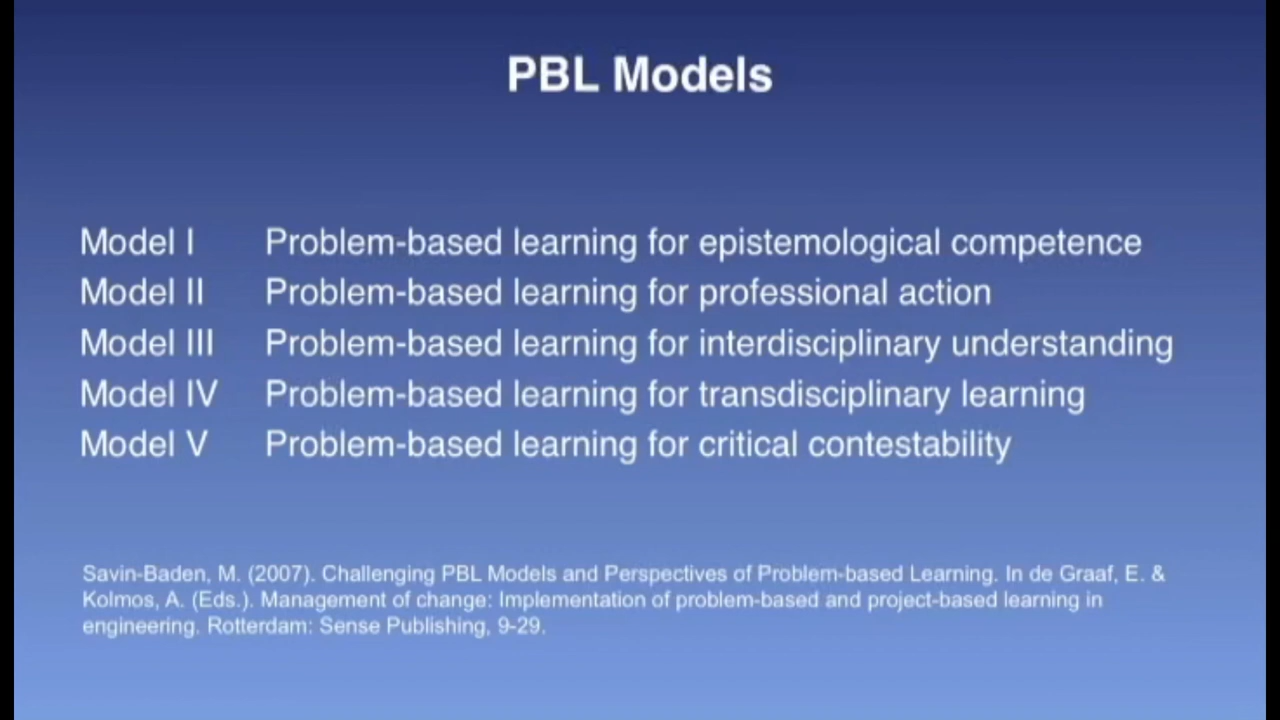 PBL Models
Model I Problem-based learning for epistemological competence
Model II Problem-based learning for professional action
Model III Problem-based learning for interdisciplinary understanding
Model IV Problem-based learning for transdisciplinary learning
Model V Problem-based learning for critical contestability
Savin-Baden, M. (2007). Challenging PBL Models and Perspectives of Problem-based Learning. In de Graaf, E. &
Kolmos, A. (Eds.). Management of change: Implementation of problem-based and project-based learning in
engineering. Rotterdam: Sense Publishing, 9-29.